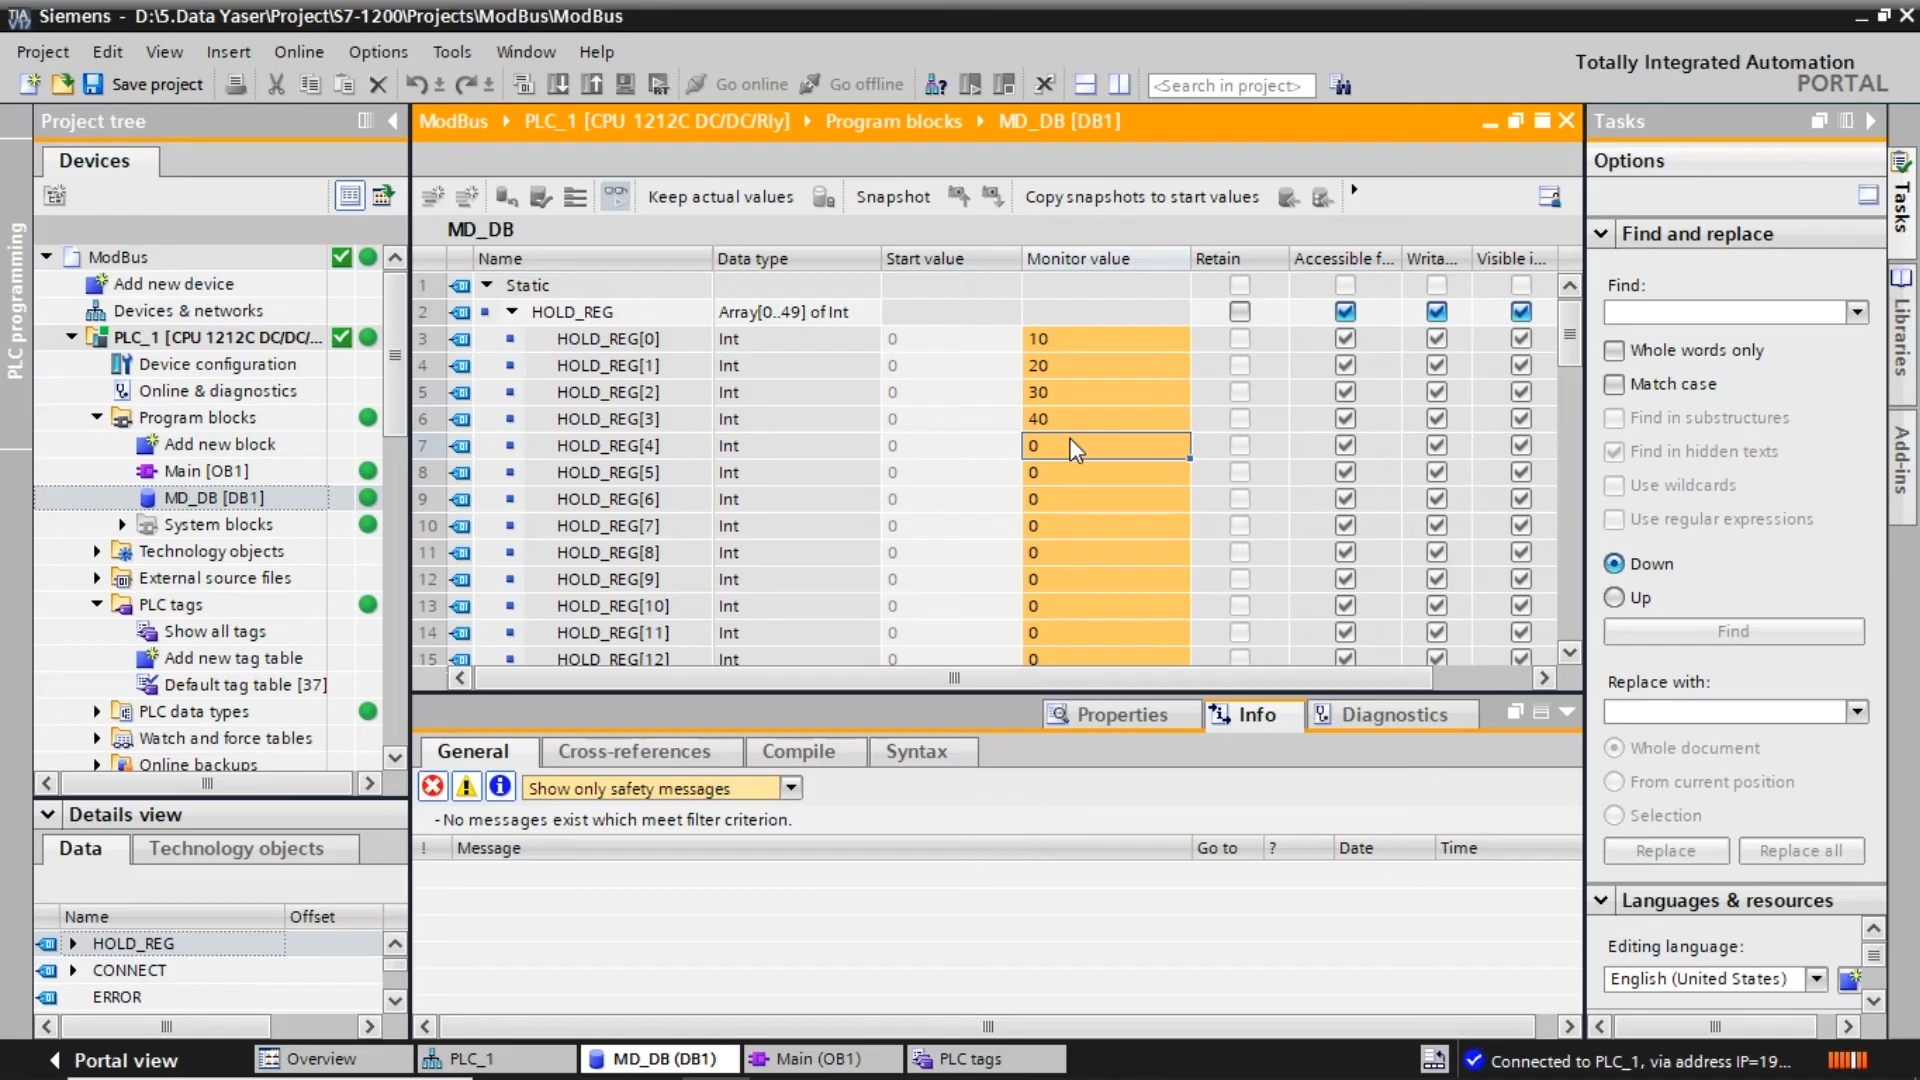 Siemens - D:\5.Data Yaser\Project\S7-1200\Projects\ModBus\ModBus
Project Edit View Insert Online Options Tools Window Help
Totally Integrated Automation
PORTAL
Save project
Go online
Go offline
<Search in project>
Project tree
ModBus PLC_1 [CPU 1212C DC/DC/Rly] Program blocks MD_DB [DB1]
Tasks
Devices
Options
Keep actual values Snapshot Copy snapshots to start values
PLC programming
Tasks
Libraries
Add-ins
ModBus
Add new device
Devices & networks
PLC_1 [CPU 1212C DC/DC/...
Device configuration
Online & diagnostics
Program blocks
Add new block
Main [OB1]
MD_DB [DB1]
System blocks
Technology objects
External source files
PLC tags
Show all tags
Add new tag table
Default tag table [37]
PLC data types
Watch and force tables
Online backups
MD_DB
Name Data type Start value Monitor value Retain Accessible f... Writa... Visible i...
1 Static
2 HOLD_REG Array[0..49] of Int
3 HOLD_REG[0] Int 0 10
4 HOLD_REG[1] Int 0 20
5 HOLD_REG[2] Int 0 30
6 HOLD_REG[3] Int 0 40
7 HOLD_REG[4] Int 0 0
8 HOLD_REG[5] Int 0 0
9 HOLD_REG[6] Int 0 0
10 HOLD_REG[7] Int 0 0
11 HOLD_REG[8] Int 0 0
12 HOLD_REG[9] Int 0 0
13 HOLD_REG[10] Int 0 0
14 HOLD_REG[11] Int 0 0
15 HOLD_REG[12] Int 0 0
Find and replace
Find:
Whole words only
Match case
Find in substructures
Find in hidden texts
Use wildcards
Use regular expressions
Down
Up
Find
Replace with:
Whole document
From current position
Selection
Replace Replace all
Languages & resources
Editing language:
English (United States)
Properties Info Diagnostics
General Cross-references Compile Syntax
Show only safety messages
-No messages exist which meet filter criterion.
! Message Go to ? Date Time
Details view
Data Technology objects
Name Offset
HOLD_REG
CONNECT
ERROR
Portal view Overview PLC_1 MD_DB (DB1) Main (OB1) PLC tags
Connected to PLC_1, via address IP=19...